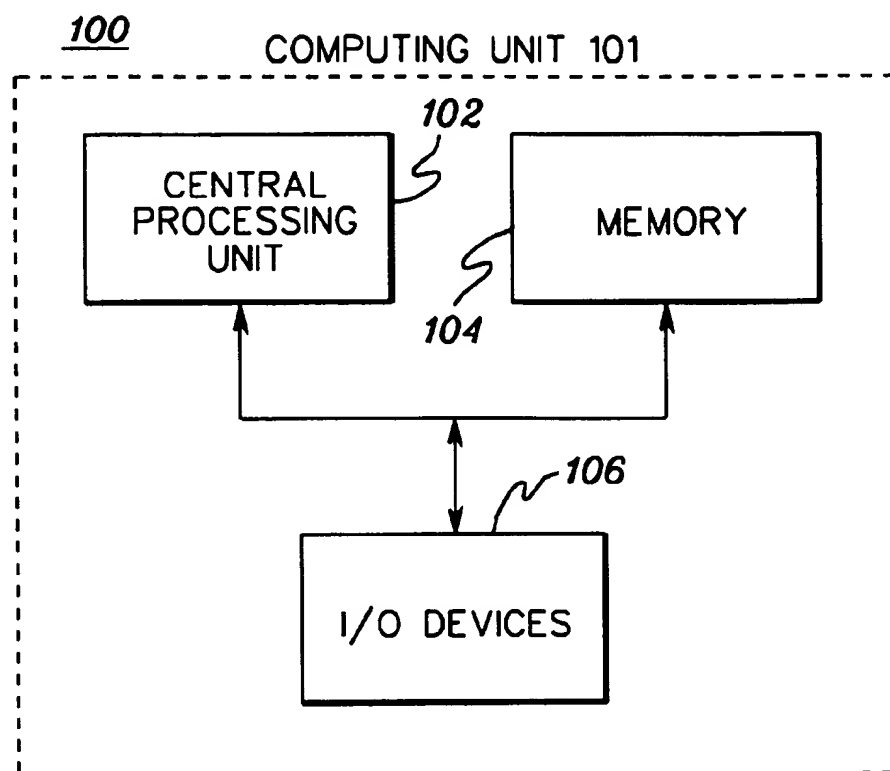 100
COMPUTING UNIT 101
102
CENTRAL
PROCESSING
UNIT
MEMORY
104
106
I/O DEVICES